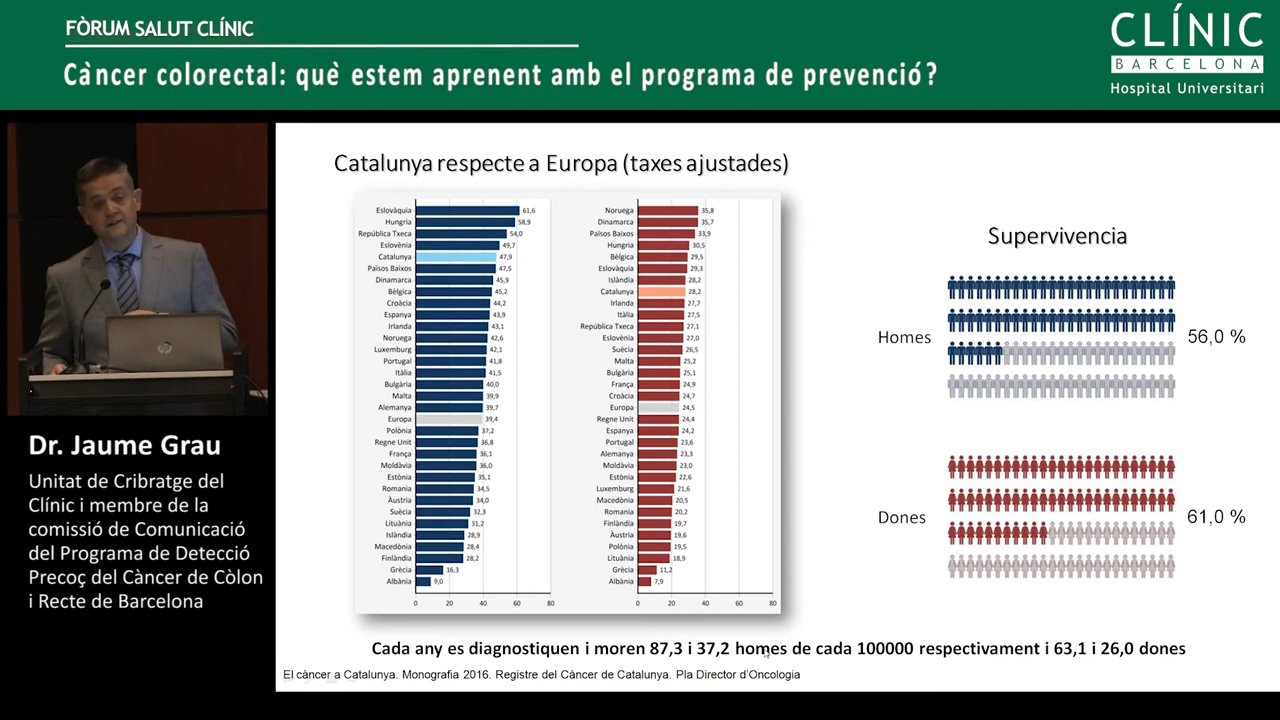 FÒRUM SALUT CLÍNIC
Càncer colorectal: què estem aprenent amb el programa de prevenció?
CLÍNIC
BARCELONA
Hospital Universitari
Catalunya respecte a Europa (taxes ajustades)
Eslovàquia 61,6
Hungria 58,9
República Txeca 54,0
Eslovènia 49,7
Catalunya 47,9
Països Baixos 47,5
Dinamarca 45,9
Bèlgica 45,2
Croàcia 44,2
Espanya 43,9
Irlanda 43,1
Noruega 42,6
Luxemburg 42,1
Portugal 41,8
Itàlia 41,5
Bulgària 40,0
Malta 39,9
Alemanya 39,7
Europa 39,4
Polònia 37,2
Regne Unit 36,8
França 36,1
Moldàvia 36,0
Estònia 35,1
Romania 34,5
Àustria 34,0
Suècia 32,3
Lituània 31,2
Islàndia 28,9
Macedònia 28,4
Finlàndia 28,2
Grècia 16,3
Albània 9,0
0 20 40 60 80
Noruega 35,8
Dinamarca 35,7
Països Baixos 33,9
Hungria 30,5
Bèlgica 29,5
Eslovàquia 29,3
Islàndia 28,2
Catalunya 28,2
Irlanda 27,7
Itàlia 27,5
República Txeca 27,1
Eslovènia 27,0
Suècia 26,5
Malta 25,2
Bulgària 25,1
França 24,9
Croàcia 24,7
Europa 24,5
Regne Unit 24,4
Espanya 24,2
Portugal 23,6
Alemanya 23,3
Moldàvia 23,0
Estònia 22,6
Luxemburg 21,6
Macedònia 20,5
Romania 20,2
Finlàndia 19,7
Àustria 19,6
Polònia 19,5
Lituània 18,9
Grècia 11,2
Albània 7,9
0 20 40 60 80
Supervivencia
Homes 56,0 %
Dones 61,0 %
Cada any es diagnostiquen i moren 87,3 i 37,2 homes de cada 100000 respectivament i 63,1 i 26,0 dones
El càncer a Catalunya. Monografia 2016. Registre del Càncer de Catalunya. Pla Director d'Oncologia
hp
Dr. Jaume Grau
Unitat de Cribratge del
Clínic i membre de la
comissió de Comunicació
del Programa de Detecció
Precoç del Càncer de Còlon
i Recte de Barcelona